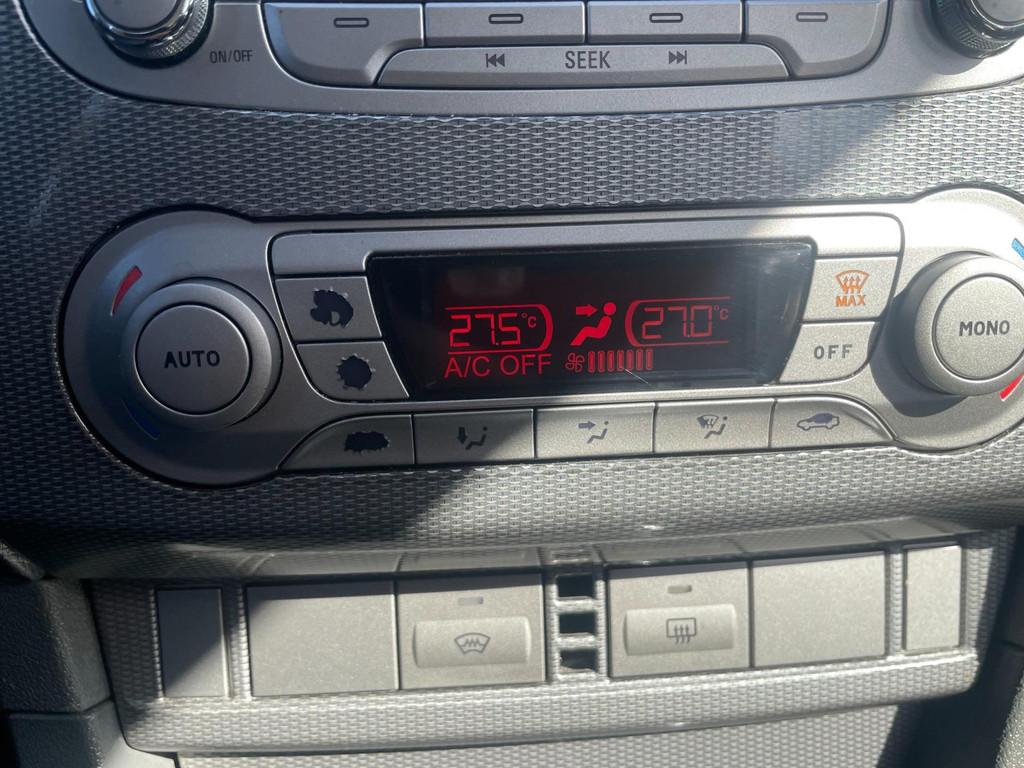 ON/OFF
SEEK
MAX
27.5°C 27.0°C
A/C OFF
OFF
AUTO
MONO